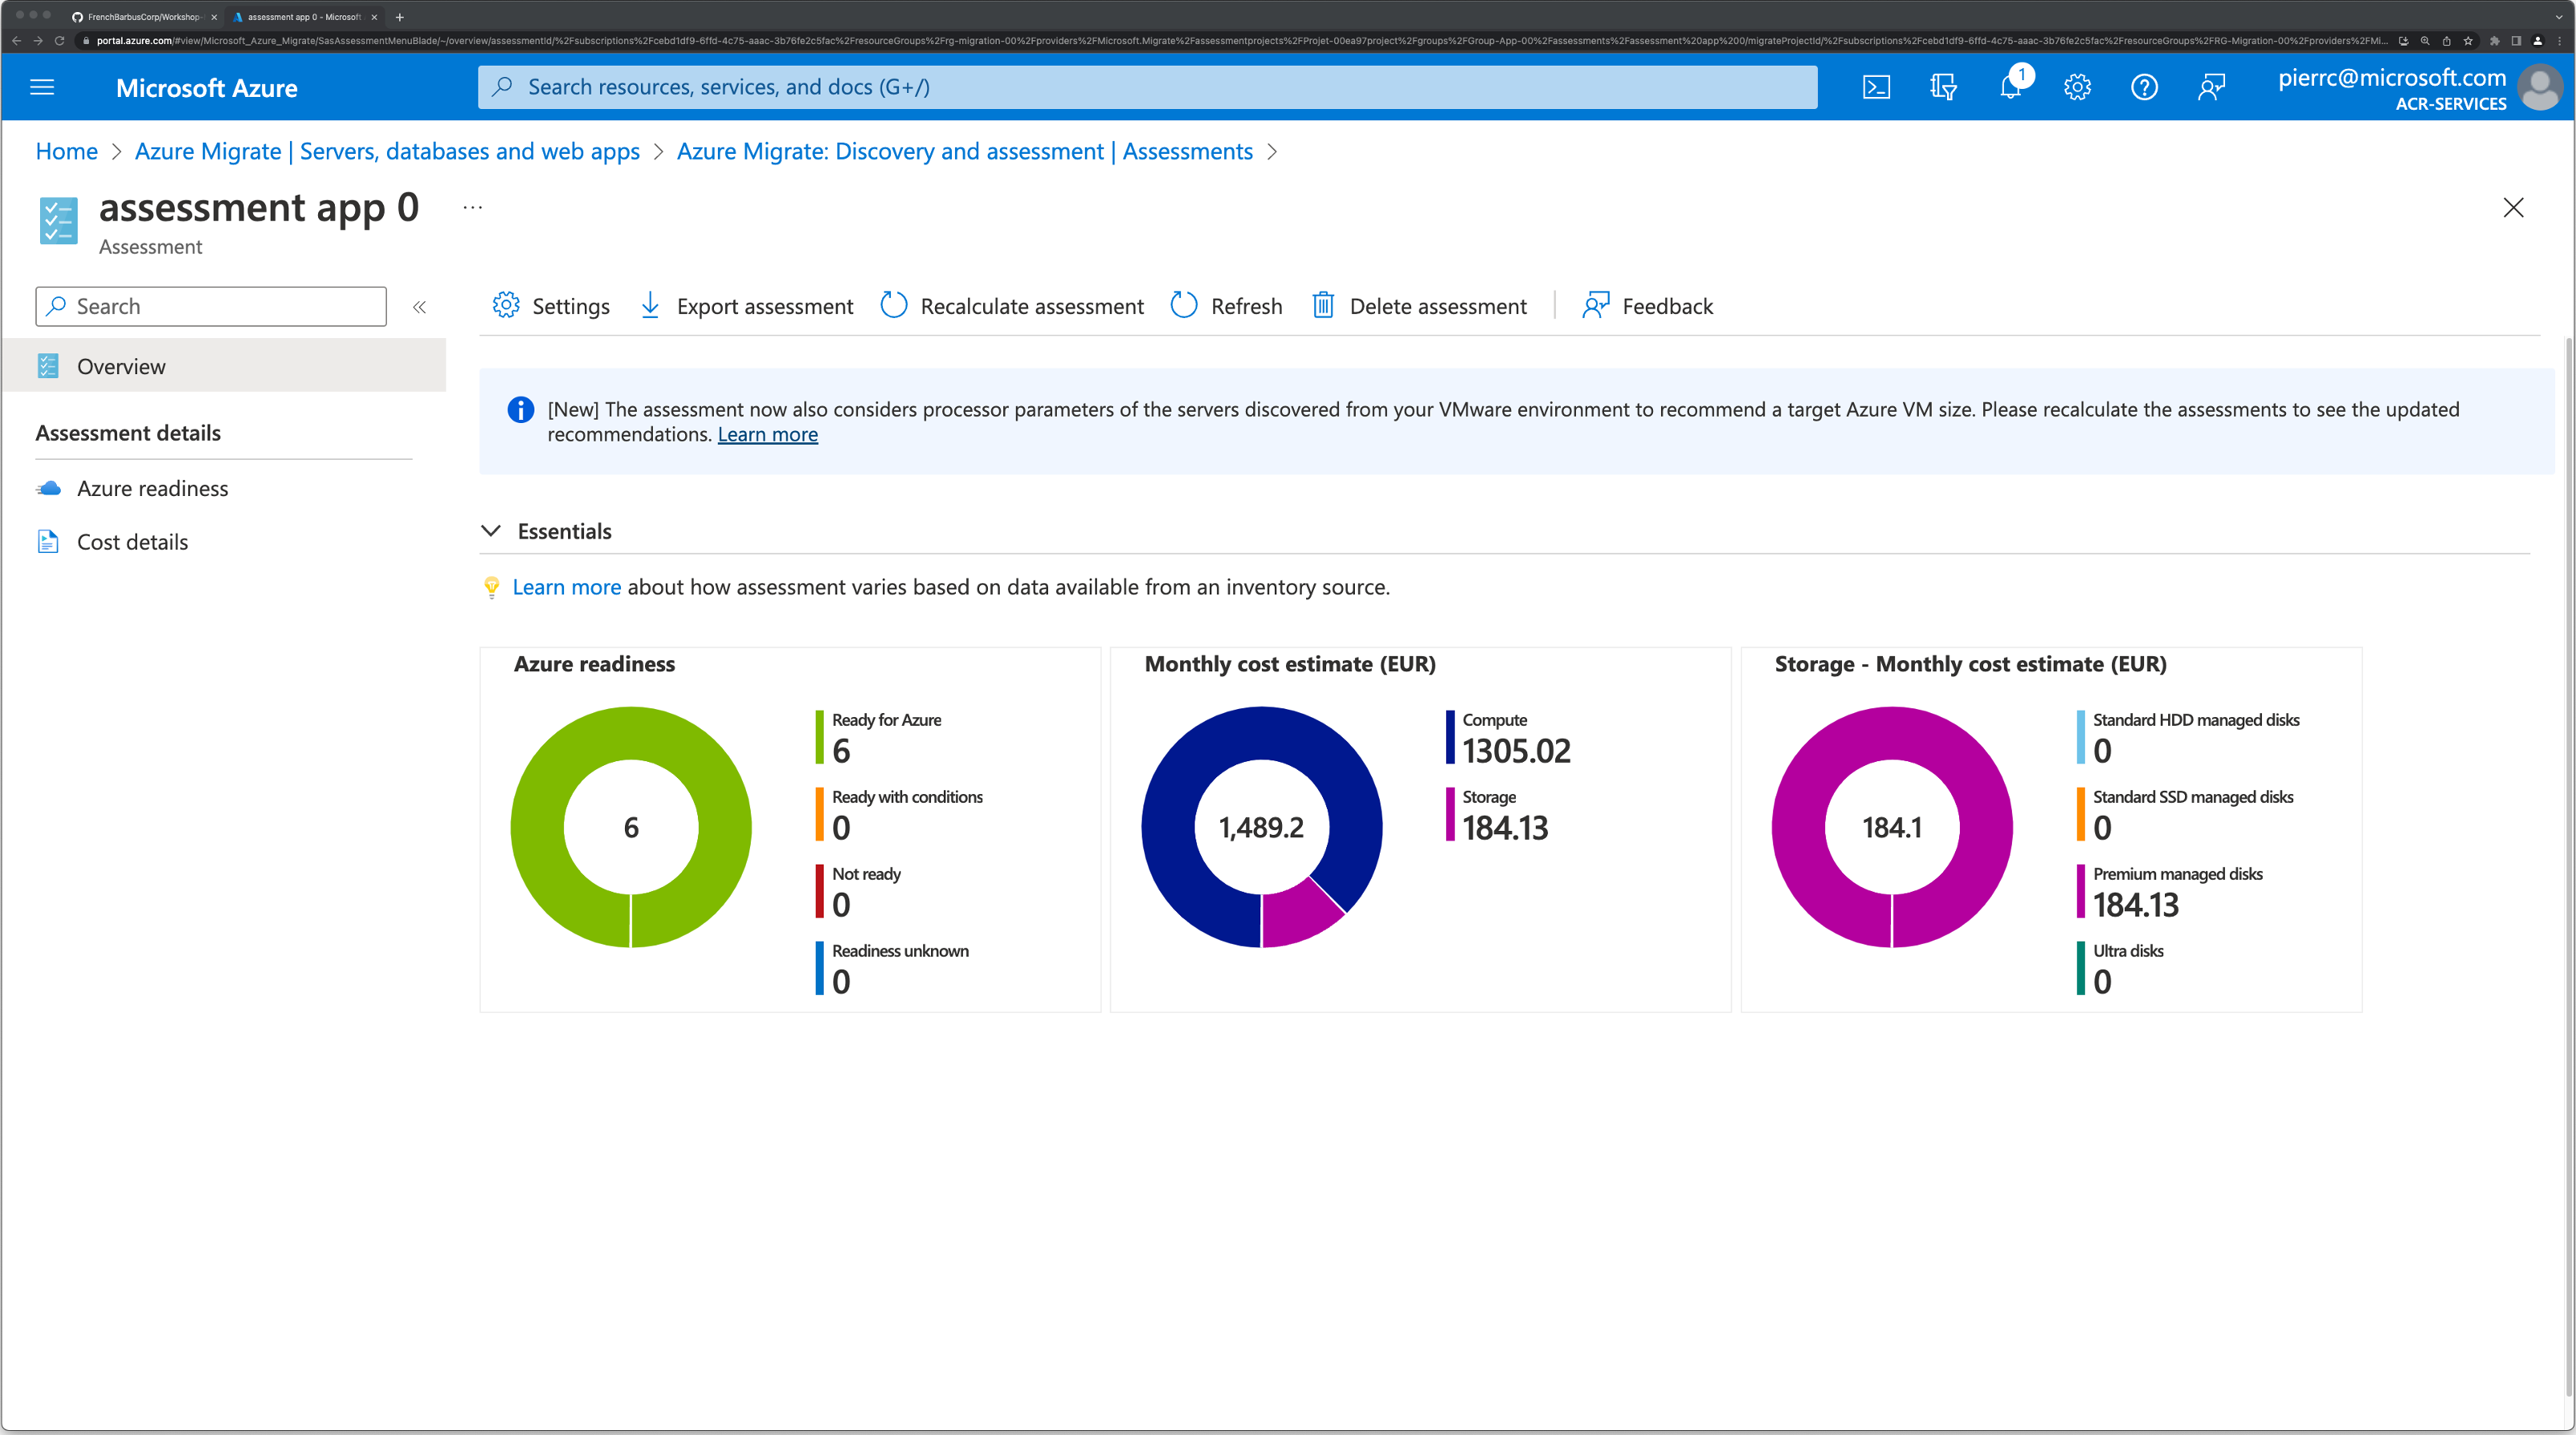 FrenchBarbusCorp/Workshop-
assessment app 0 - Microsoft
portal.azure.com/#view/Microsoft_Azure_Migrate/SasAssessmentMenuBlade/~/overview/assessmentId/%2Fsubscriptions%2Fcebd1df9-6ffd-4c75-aaac-3b76fe2c5fac%2FresourceGroups%2Frg-migration-00%2Fproviders%2FMicrosoft.Migrate%2Fassessmentprojects%2FProjet-00ea97project%2Fgroups%2FGroup-App-00%2Fassessments%2Fassessment%20app%200/migrateProjectId/%2Fsubscriptions%2Fcebd1df9-6ffd-4c75-aaac-3b76fe2c5fac%2FresourceGroups%2FRG-Migration-00%2Fproviders%2FMi...
Microsoft Azure
Search resources, services, and docs (G+/)
1
pierrc@microsoft.com
ACR-SERVICES
Home > Azure Migrate | Servers, databases and web apps > Azure Migrate: Discovery and assessment | Assessments >
assessment app 0 ...
Assessment
Search
«
Overview
Assessment details
Azure readiness
Cost details
Settings
Export assessment
Recalculate assessment
Refresh
Delete assessment
Feedback
[New] The assessment now also considers processor parameters of the servers discovered from your VMware environment to recommend a target Azure VM size. Please recalculate the assessments to see the updated
recommendations. Learn more
Essentials
Learn more about how assessment varies based on data available from an inventory source.
Azure readiness
6
Ready for Azure
6
Ready with conditions
0
Not ready
0
Readiness unknown
0
Monthly cost estimate (EUR)
1,489.2
Compute
1305.02
Storage
184.13
Storage - Monthly cost estimate (EUR)
184.1
Standard HDD managed disks
0
Standard SSD managed disks
0
Premium managed disks
184.13
Ultra disks
0